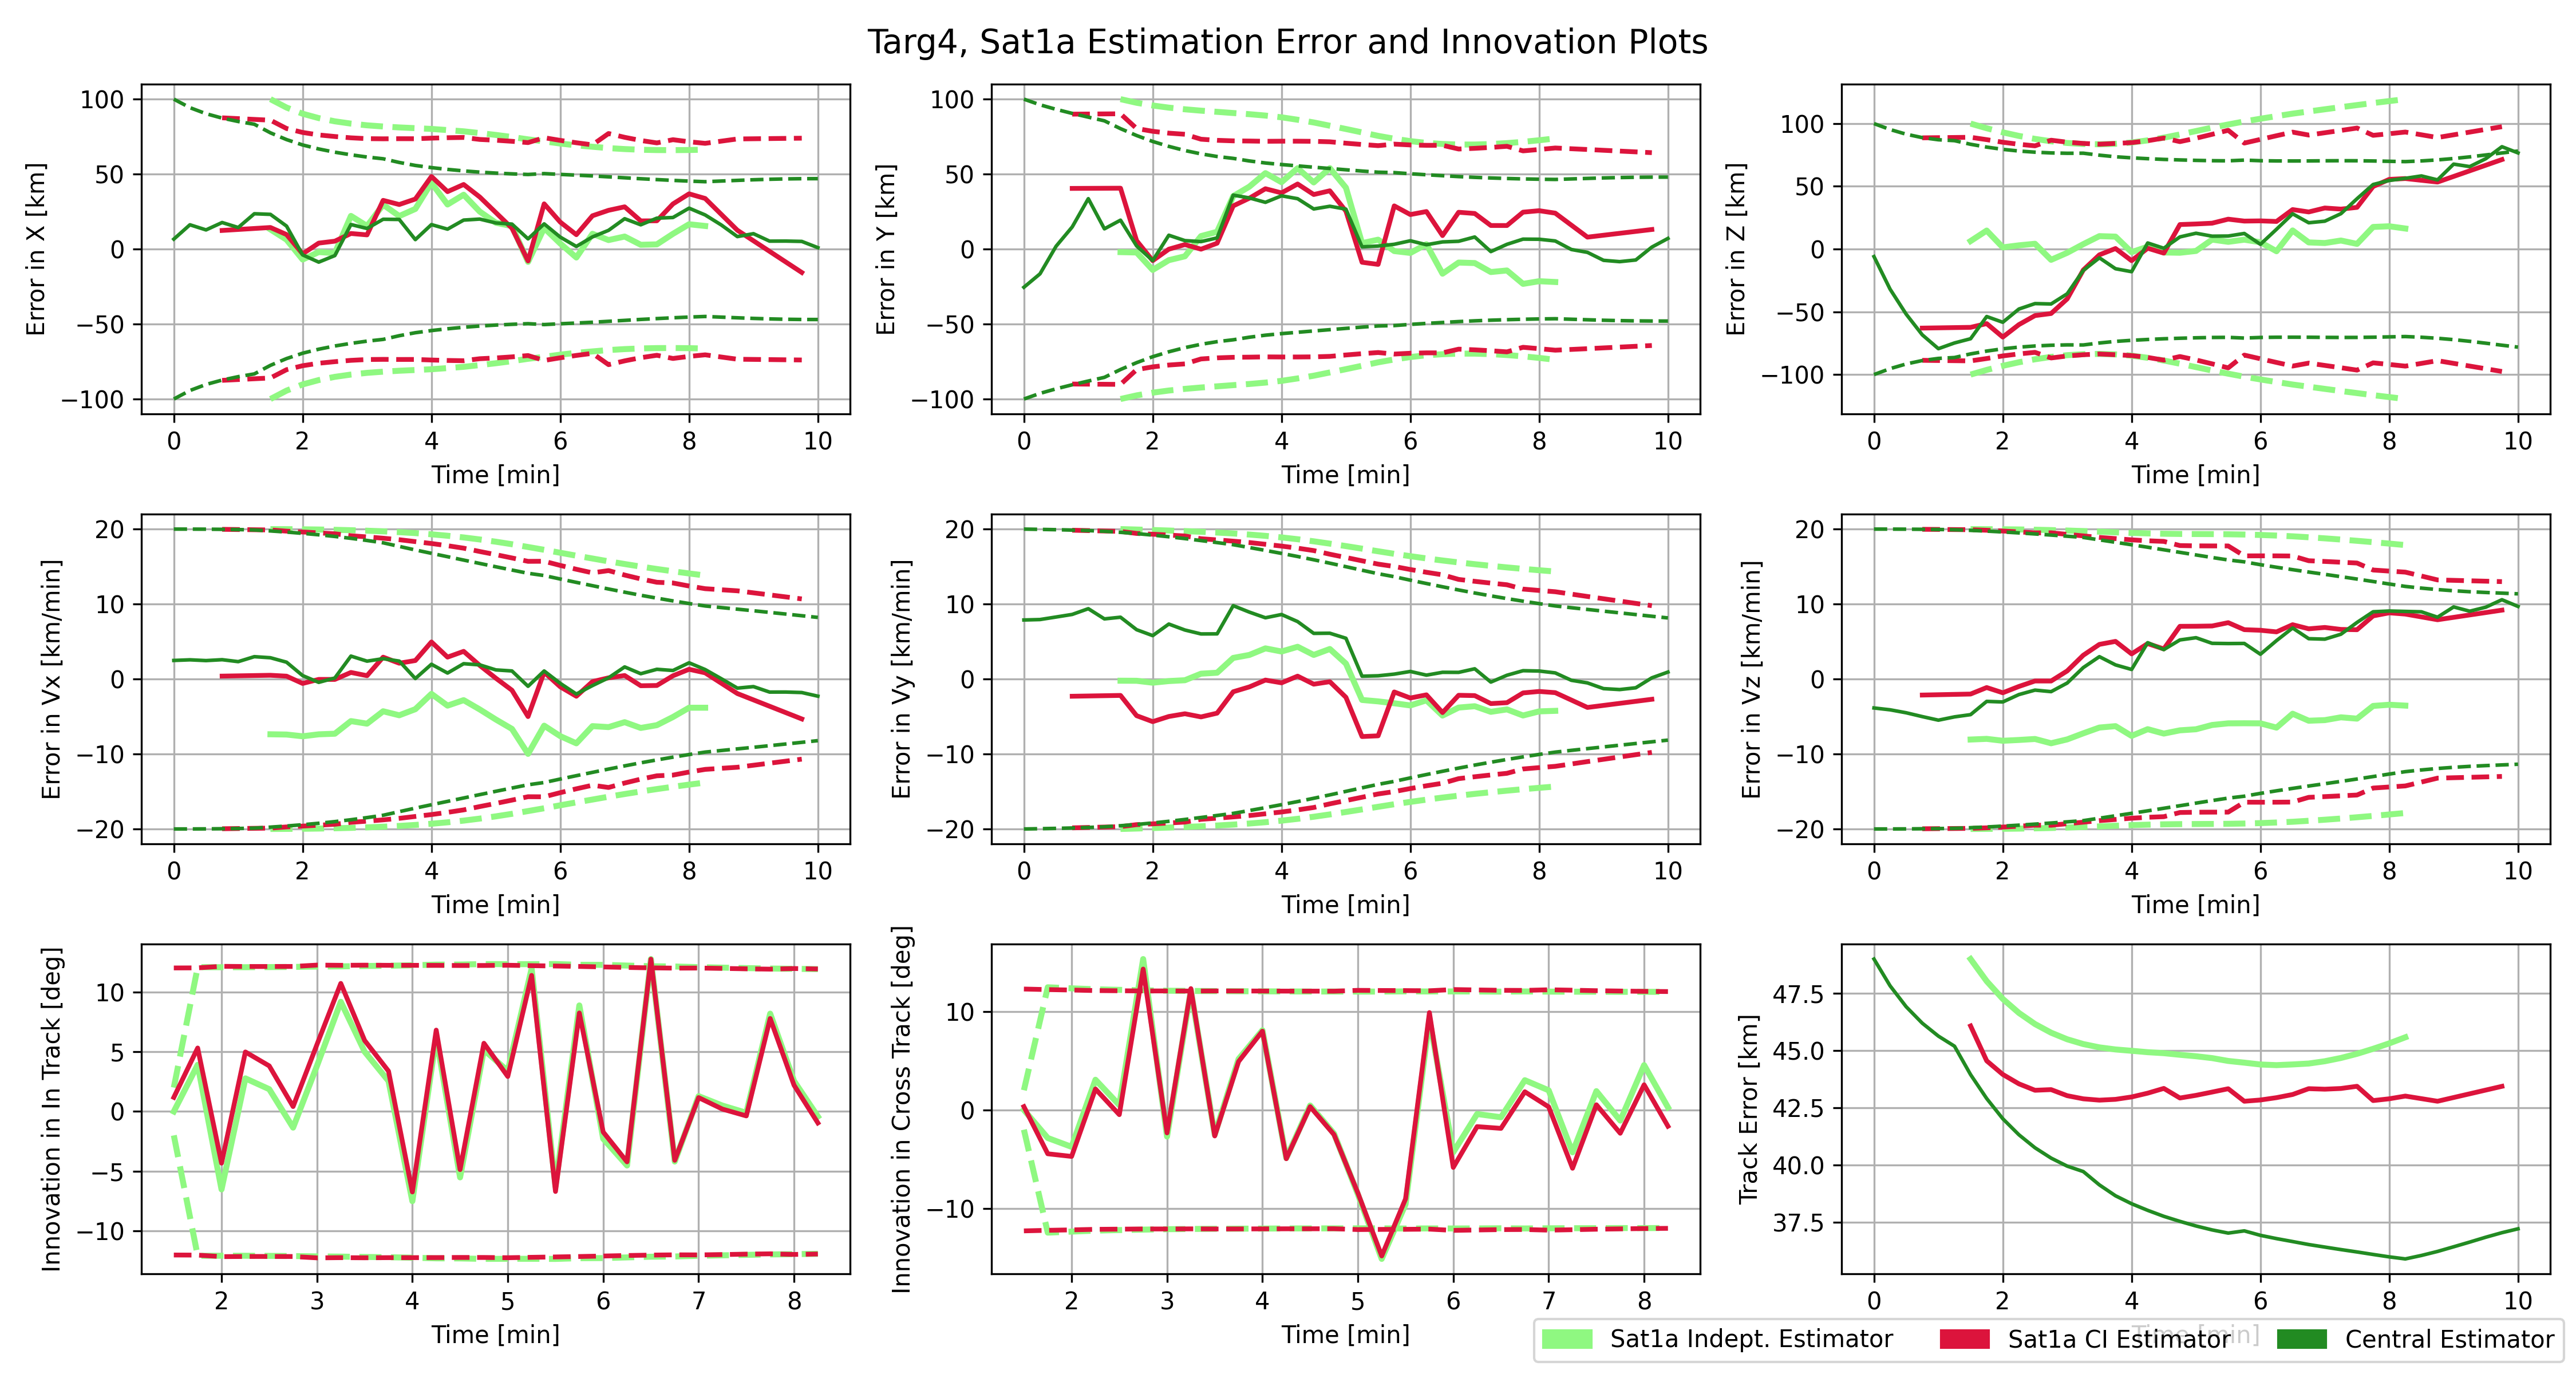 Targ4, Sat1a Estimation Error and Innovation Plots
Error in X [km]
100
50
0
−50
−100
0 2 4 6 8 10
Time [min]
Error in Y [km]
100
50
0
−50
−100
0 2 4 6 8 10
Time [min]
Error in Z [km]
100
50
0
−50
−100
0 2 4 6 8 10
Time [min]
Error in Vx [km/min]
20
10
0
−10
−20
0 2 4 6 8 10
Time [min]
Error in Vy [km/min]
20
10
0
−10
−20
0 2 4 6 8 10
Time [min]
Error in Vz [km/min]
20
10
0
−10
−20
0 2 4 6 8 10
Time [min]
Innovation in In Track [deg]
10
5
0
−5
−10
2 3 4 5 6 7 8
Time [min]
Innovation in Cross Track [deg]
10
0
−10
2 3 4 5 6 7 8
Time [min]
Track Error [km]
47.5
45.0
42.5
40.0
37.5
0 2 4 6 8 10
Time [min]
Sat1a Indept. Estimator Sat1a CI Estimator Central Estimator